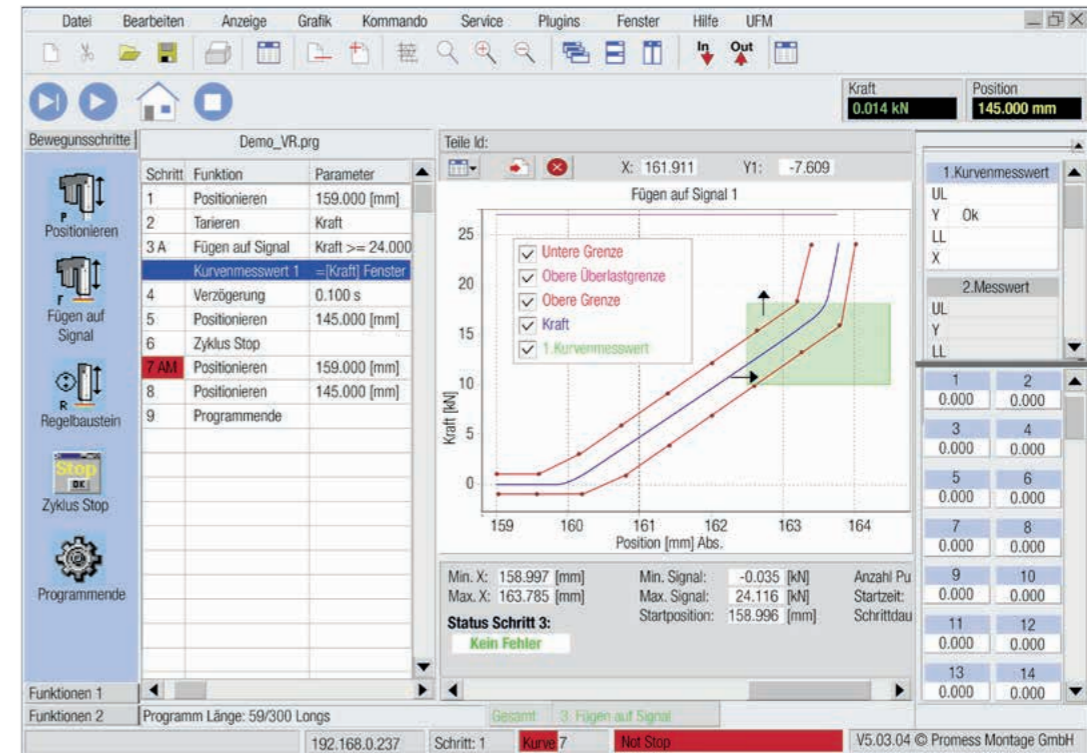 Datei Bearbeiten Anzeige Grafik Kommando Service Plugins Fenster Hilfe UFM
In Out
Kraft Position
0.014 kN 145.000 mm
Bewegunsschritte
Positionieren
Fügen auf
Signal
Regelbaustein
Stop
OK
Zyklus Stop
Programmende
Funktionen 1
Funktionen 2
Demo_VR.prg
Schritt Funktion Parameter
1 Positionieren 159.000 [mm]
2 Tarieren Kraft
3 A Fügen auf Signal Kraft >= 24.000
Kurvenmesswert 1 =[Kraft] Fenster
4 Verzögerung 0.100 s
5 Positionieren 145.000 [mm]
6 Zyklus Stop
7 AM Positionieren 159.000 [mm]
8 Positionieren 145.000 [mm]
9 Programmende
Programm Länge: 59/300 Longs
Teile Id:
X: 161.911 Y1: -7.609
Fügen auf Signal 1
Untere Grenze
Obere Überlastgrenze
Obere Grenze
Kraft
1.Kurvenmesswert
Kraft [kN]
25
20
15
10
5
0
159 160 161 162 163 164
Position [mm] Abs.
Min. X: 158.997 [mm] Min. Signal: -0.035 [kN] Anzahl Pu
Max. X: 163.785 [mm] Max. Signal: 24.116 [kN] Startzeit:
Startposition: 158.996 [mm] Schrittdau
Status Schritt 3:
Kein Fehler
Gesamt 3. Fügen auf Signal
1.Kurvenmesswert
UL
Y Ok
LL
X
2.Messwert
UL
Y
LL
1 2
0.000 0.000
3 4
0.000 0.000
5 6
0.000 0.000
7 8
0.000 0.000
9 10
0.000 0.000
11 12
0.000 0.000
13 14
0.000 0.000
192.168.0.237 Schritt: 1 Kurve 7 Not Stop V5.03.04 © Promess Montage GmbH